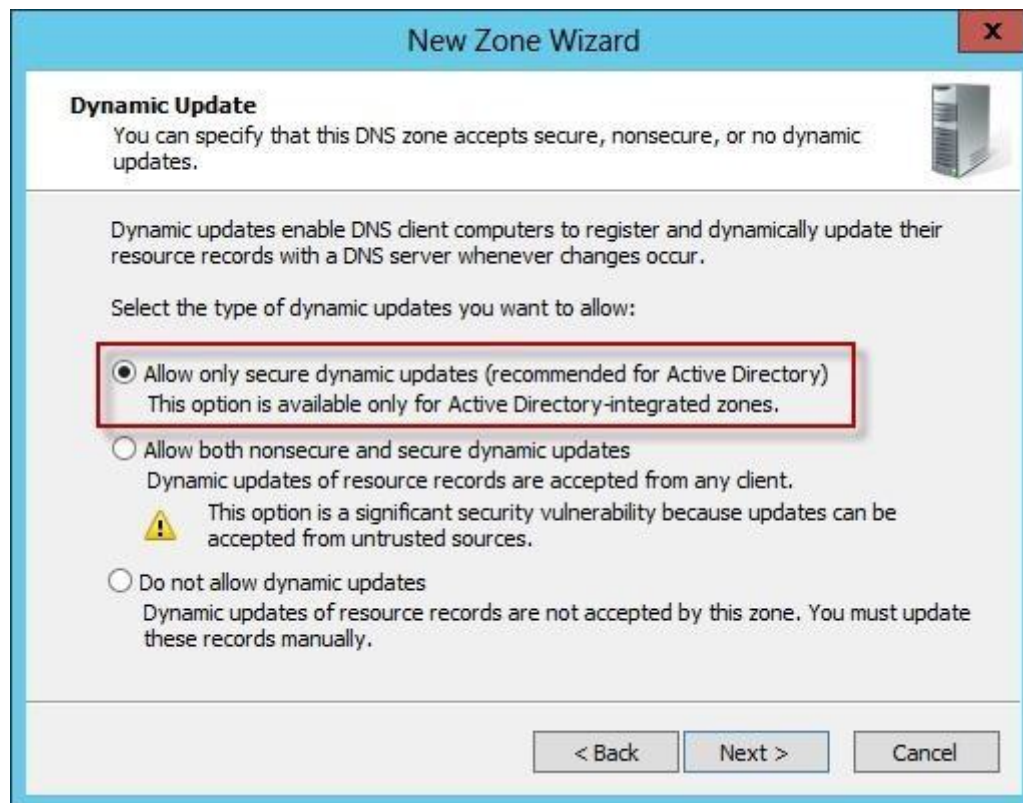 New Zone Wizard
x
Dynamic Update
You can specify that this DNS zone accepts secure, nonsecure, or no dynamic
updates.
Dynamic updates enable DNS client computers to register and dynamically update their
resource records with a DNS server whenever changes occur.
Select the type of dynamic updates you want to allow:
Allow only secure dynamic updates (recommended for Active Directory)
This option is available only for Active Directory-integrated zones.
Allow both nonsecure and secure dynamic updates
Dynamic updates of resource records are accepted from any client.
This option is a significant security vulnerability because updates can be
accepted from untrusted sources.
Do not allow dynamic updates
Dynamic updates of resource records are not accepted by this zone. You must update
these records manually.
< Back Next > Cancel